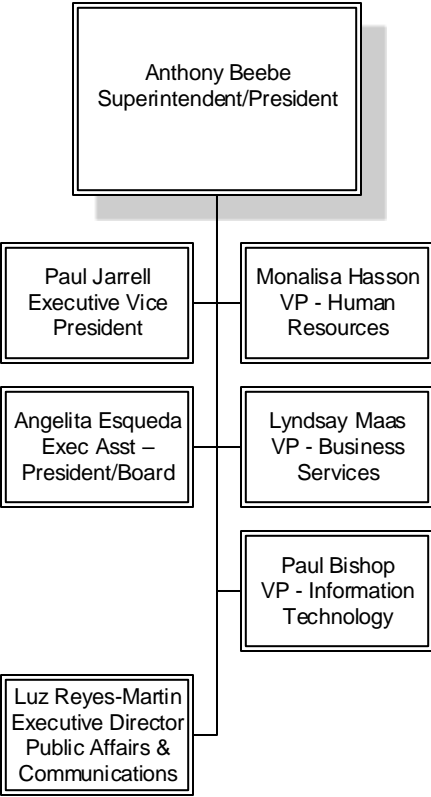 Anthony Beebe
Superintendent/President
Paul Jarrell
Executive Vice
President
Monalisa Hasson
VP - Human
Resources
Angelita Esqueda
Exec Asst –
President/Board
Lyndsay Maas
VP - Business
Services
Paul Bishop
VP - Information
Technology
Luz Reyes-Martin
Executive Director
Public Affairs &
Communications